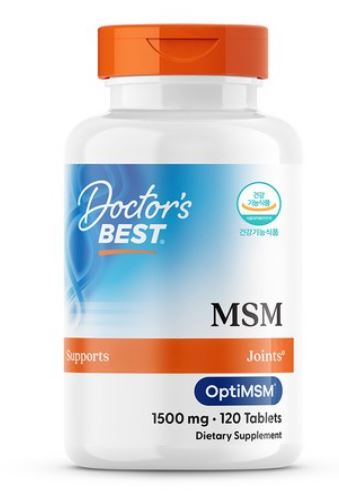 Doctor's
BEST®
건강
기능식품
건강기능식품
MSM
Supports Joints
OptiMSM®
1500 mg • 120 Tablets
Dietary Supplement